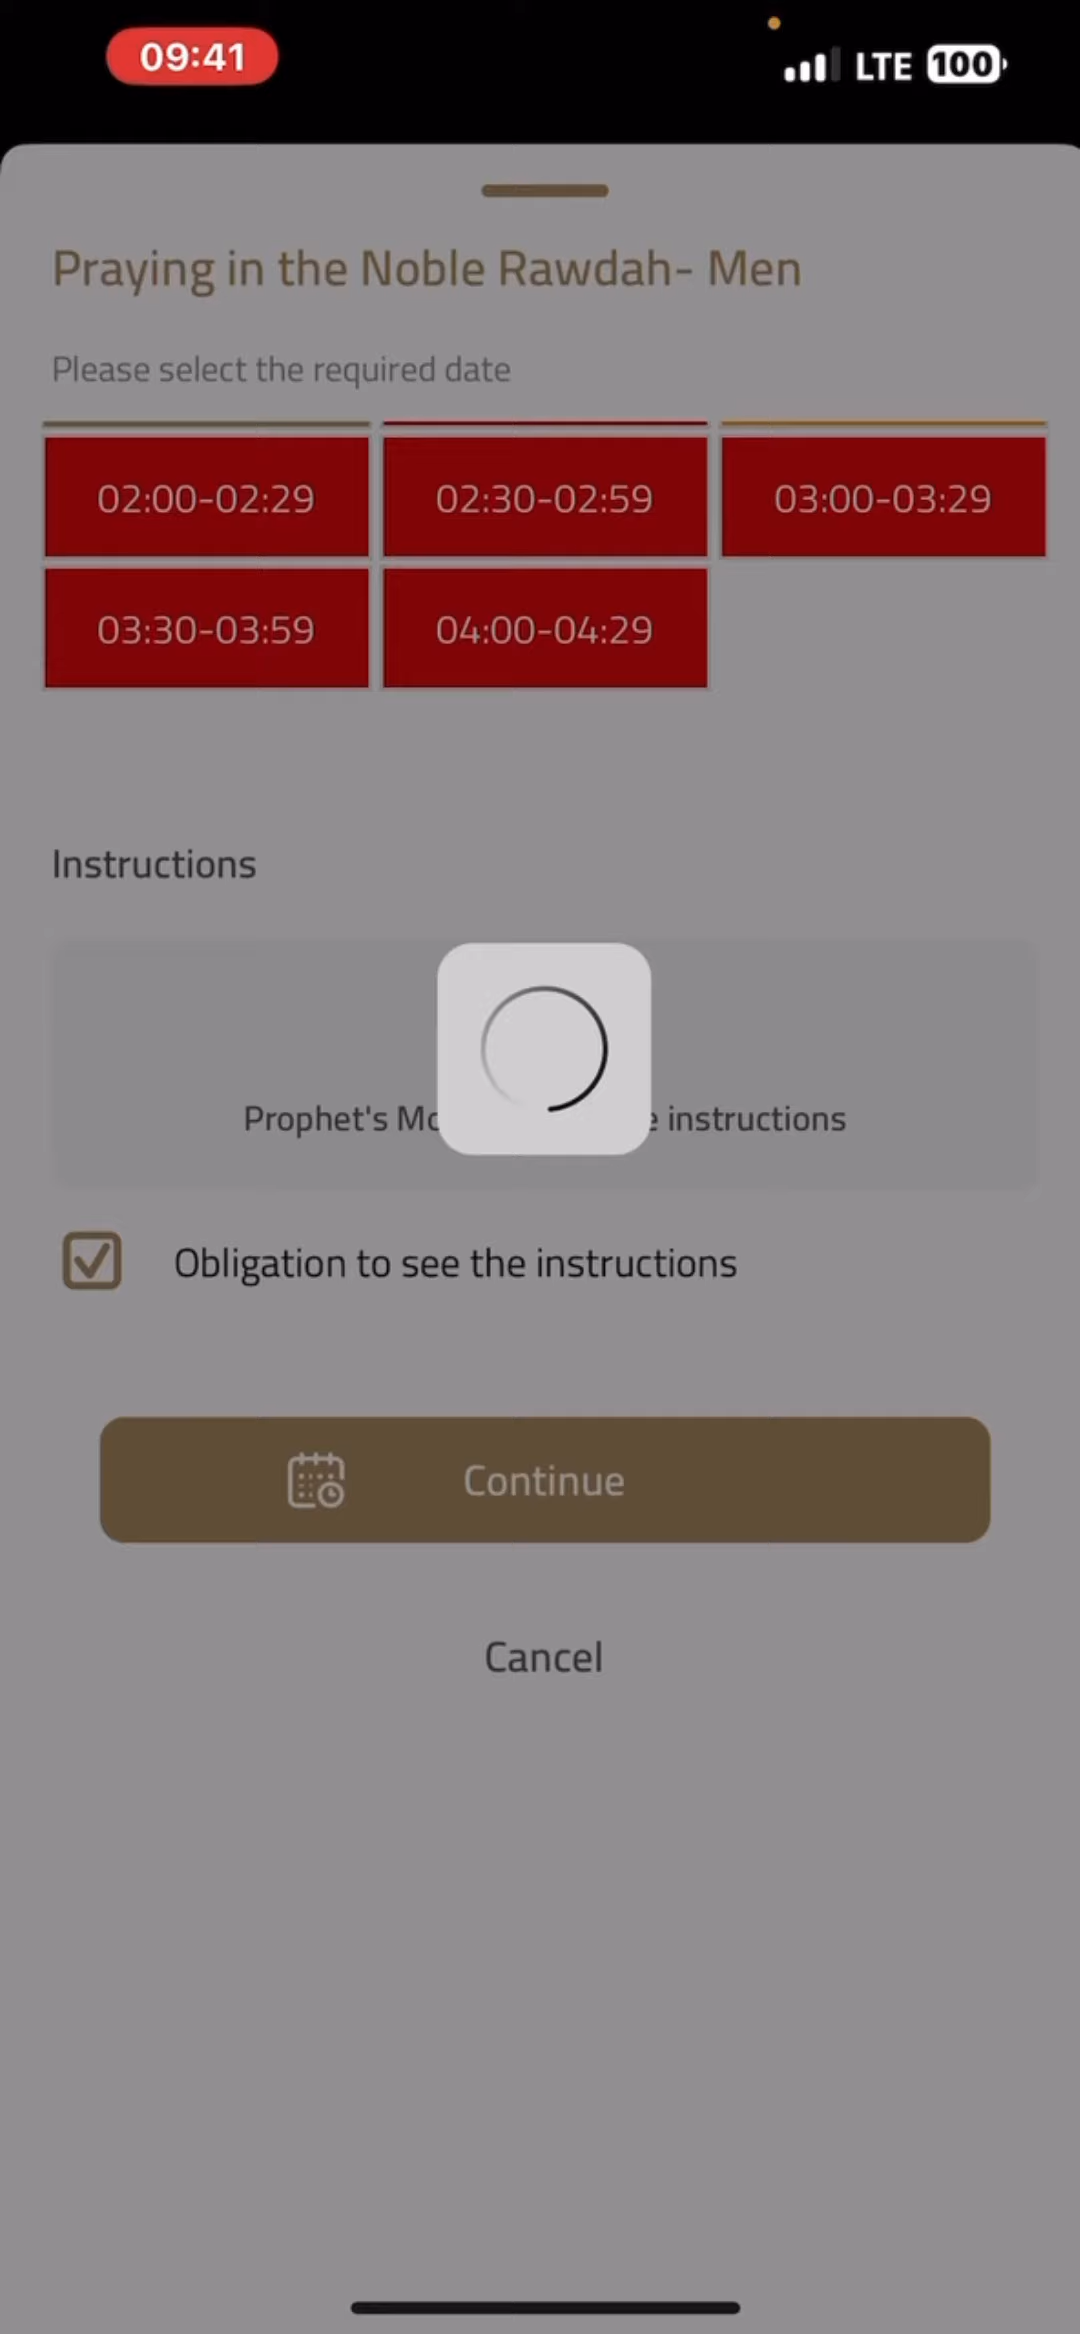 09:41
LTE 100
Praying in the Noble Rawdah- Men
Please select the required date
02:00-02:29 02:30-02:59 03:00-03:29
03:30-03:59 04:00-04:29
Instructions
Prophet's instructions
Obligation to see the instructions
Continue
Cancel